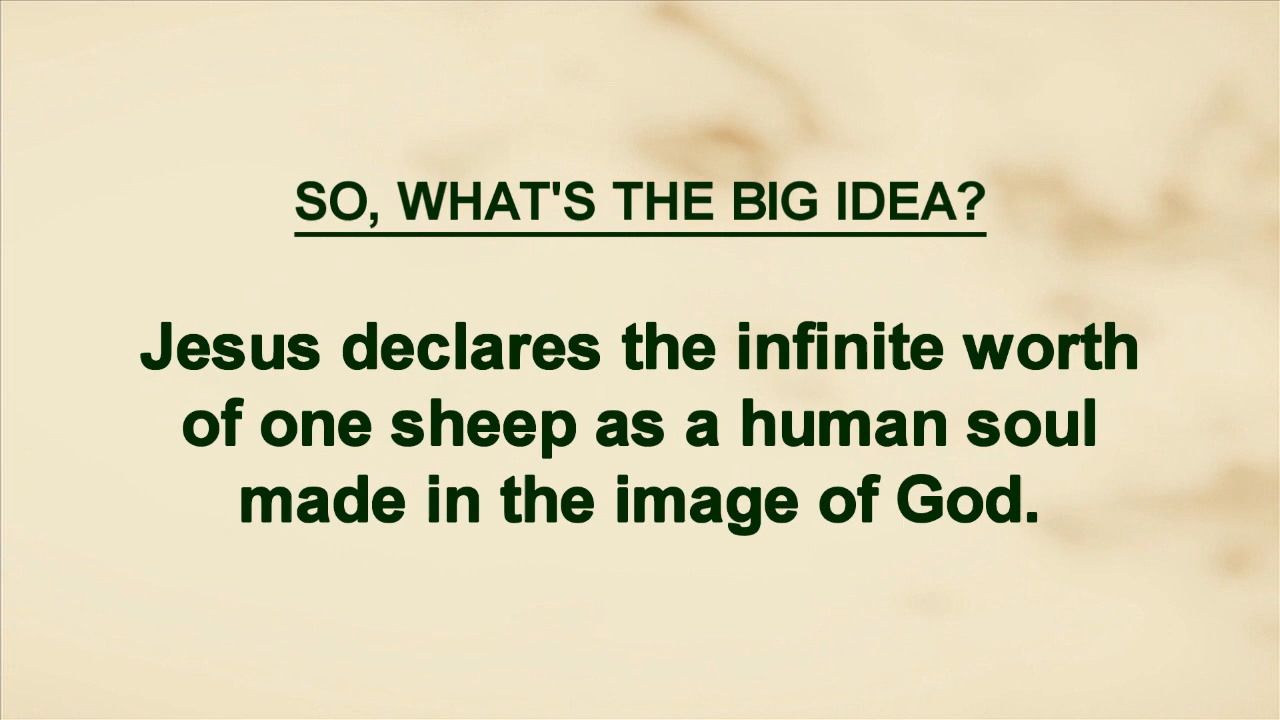 SO, WHAT'S THE BIG IDEA?
Jesus declares the infinite worth
of one sheep as a human soul
made in the image of God.